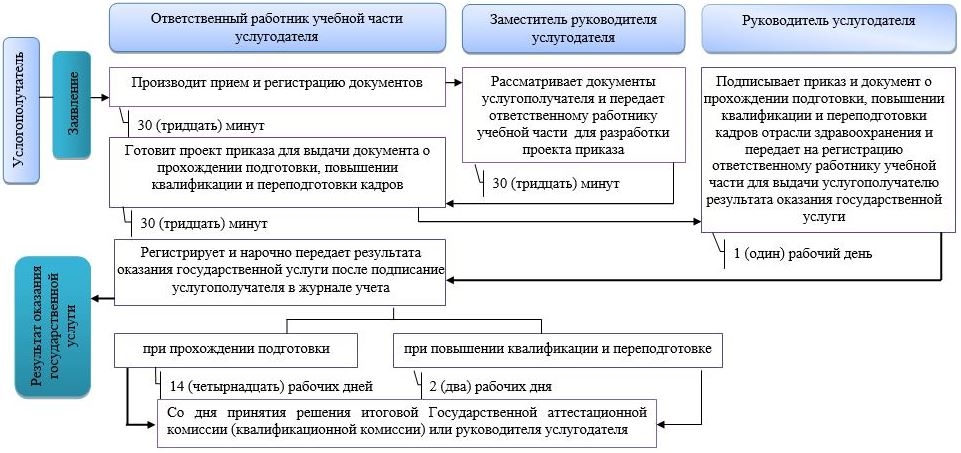 Ответственный работник учебной части
услугодателя
Заместитель руководителя
услугодателя
Руководитель услугодателя
Услогополучатель
Заявление
Производит прием и регистрацию документов
30 (тридцать) минут
Рассматривает документы
услугополучателя и передает
ответственному работнику
учебной части для разработки
проекта приказа
30 (тридцать) минут
Подписывает приказ и документ о
прохождении подготовки, повышении
квалификации и переподготовки
кадров отрасли здравоохранения и
передает на регистрацию
ответственному работнику учебной
части для выдачи услугополучателю
результата оказания государственной
услуги
1 (один) рабочий день
Готовит проект приказа для выдачи документа о
прохождении подготовки, повышении
квалификации и переподготовки кадров
30 (тридцать) минут
Регистрирует и нарочно передает результата
оказания государственной услуги после подписание
услугополучателя в журнале учета
Результат оказания
государственной
услуги
при прохождении подготовки
при повышении квалификации и переподготовке
14 (четырнадцать) рабочих дней
2 (два) рабочих дня
Со дня принятия решения итоговой Государственной аттестационной
комиссии (квалификационной комиссии) или руководителя услугодателя